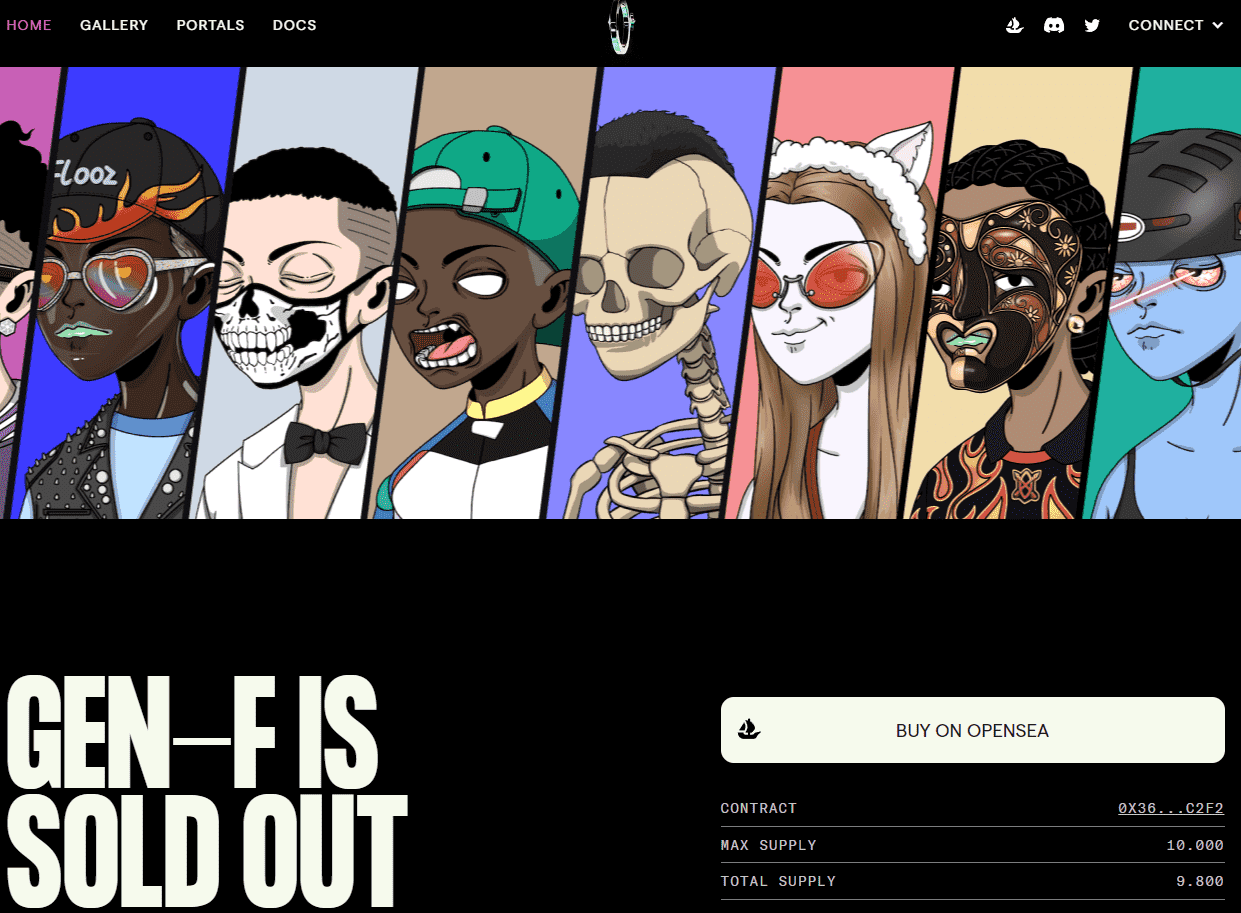 HOME GALLERY PORTALS DOCS CONNECT
Looz
GEN—F IS
SOLD OUT
BUY ON OPENSEA
CONTRACT 0X36...C2F2
MAX SUPPLY 10.000
TOTAL SUPPLY 9.800